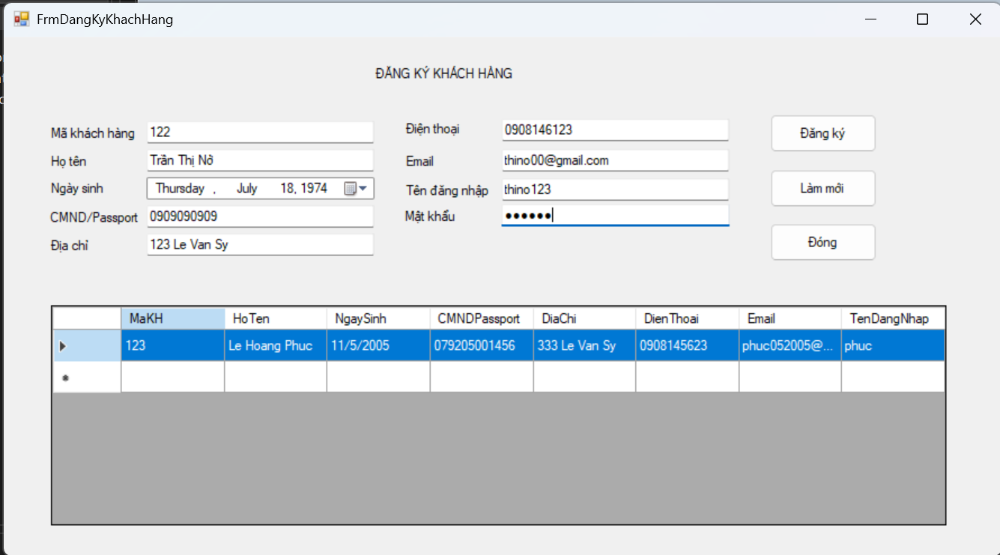 FrmDangKyKhachHang
ĐĂNG KÝ KHÁCH HÀNG
Mã khách hàng 122
Họ tên Trần Thị Nở
Ngày sinh Thursday , July 18, 1974
CMND/Passport 0909090909
Địa chỉ 123 Le Van Sy
Điện thoại 0908146123
Email thino00@gmail.com
Tên đăng nhập thino123
Mật khẩu ●●●●●●
Đăng ký
Làm mới
Đóng
MaKH HoTen NgaySinh CMNDPassport DiaChi DienThoai Email TenDangNhap
123 Le Hoang Phuc 11/5/2005 079205001456 333 Le Van Sy 0908145623 phuc052005@... phuc